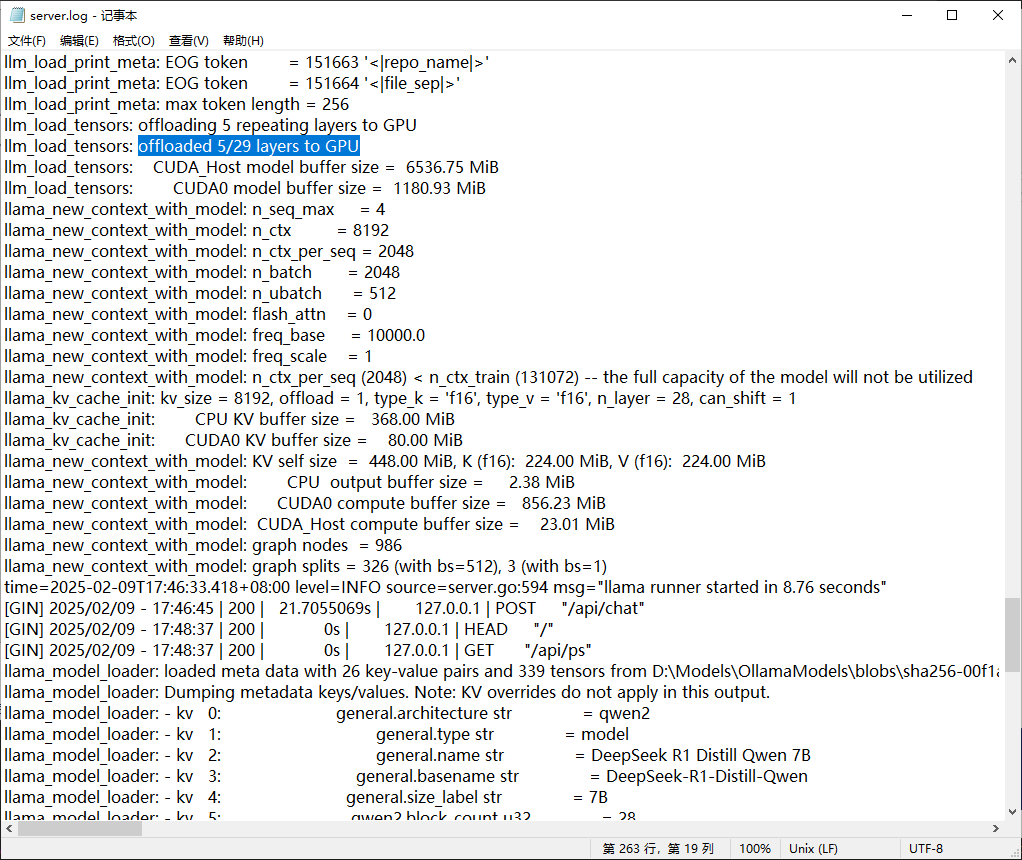 server.log - 记事本
文件(F) 编辑(E) 格式(O) 查看(V) 帮助(H)
llm_load_print_meta: EOG token = 151663 '<|repo_name|>'
llm_load_print_meta: EOG token = 151664 '<|file_sep|>'
llm_load_print_meta: max token length = 256
llm_load_tensors: offloading 5 repeating layers to GPU
llm_load_tensors: offloaded 5/29 layers to GPU
llm_load_tensors: CUDA_Host model buffer size = 6536.75 MiB
llm_load_tensors: CUDA0 model buffer size = 1180.93 MiB
llama_new_context_with_model: n_seq_max = 4
llama_new_context_with_model: n_ctx = 8192
llama_new_context_with_model: n_ctx_per_seq = 2048
llama_new_context_with_model: n_batch = 2048
llama_new_context_with_model: n_ubatch = 512
llama_new_context_with_model: flash_attn = 0
llama_new_context_with_model: freq_base = 10000.0
llama_new_context_with_model: freq_scale = 1
llama_new_context_with_model: n_ctx_per_seq (2048) < n_ctx_train (131072) -- the full capacity of the model will not be utilized
llama_kv_cache_init: kv_size = 8192, offload = 1, type_k = 'f16', type_v = 'f16', n_layer = 28, can_shift = 1
llama_kv_cache_init: CPU KV buffer size = 368.00 MiB
llama_kv_cache_init: CUDA0 KV buffer size = 80.00 MiB
llama_new_context_with_model: KV self size = 448.00 MiB, K (f16): 224.00 MiB, V (f16): 224.00 MiB
llama_new_context_with_model: CPU output buffer size = 2.38 MiB
llama_new_context_with_model: CUDA0 compute buffer size = 856.23 MiB
llama_new_context_with_model: CUDA_Host compute buffer size = 23.01 MiB
llama_new_context_with_model: graph nodes = 986
llama_new_context_with_model: graph splits = 326 (with bs=512), 3 (with bs=1)
time=2025-02-09T17:46:33.418+08:00 level=INFO source=server.go:594 msg="llama runner started in 8.76 seconds"
[GIN] 2025/02/09 - 17:46:45 | 200 | 21.7055069s | 127.0.0.1 | POST "/api/chat"
[GIN] 2025/02/09 - 17:48:37 | 200 | 0s | 127.0.0.1 | HEAD "/"
[GIN] 2025/02/09 - 17:48:37 | 200 | 0s | 127.0.0.1 | GET "/api/ps"
llama_model_loader: loaded meta data with 26 key-value pairs and 339 tensors from D:\Models\OllamaModels\blobs\sha256-00f1a
llama_model_loader: Dumping metadata keys/values. Note: KV overrides do not apply in this output.
llama_model_loader: - kv 0: general.architecture str = qwen2
llama_model_loader: - kv 1: general.type str = model
llama_model_loader: - kv 2: general.name str = DeepSeek R1 Distill Qwen 7B
llama_model_loader: - kv 3: general.basename str = DeepSeek-R1-Distill-Qwen
llama_model_loader: - kv 4: general.size_label str = 7B
llama_model_loader: - kv 5: qwen2.block_count u32 = 28
第 263 行，第 19 列 100% Unix (LF) UTF-8